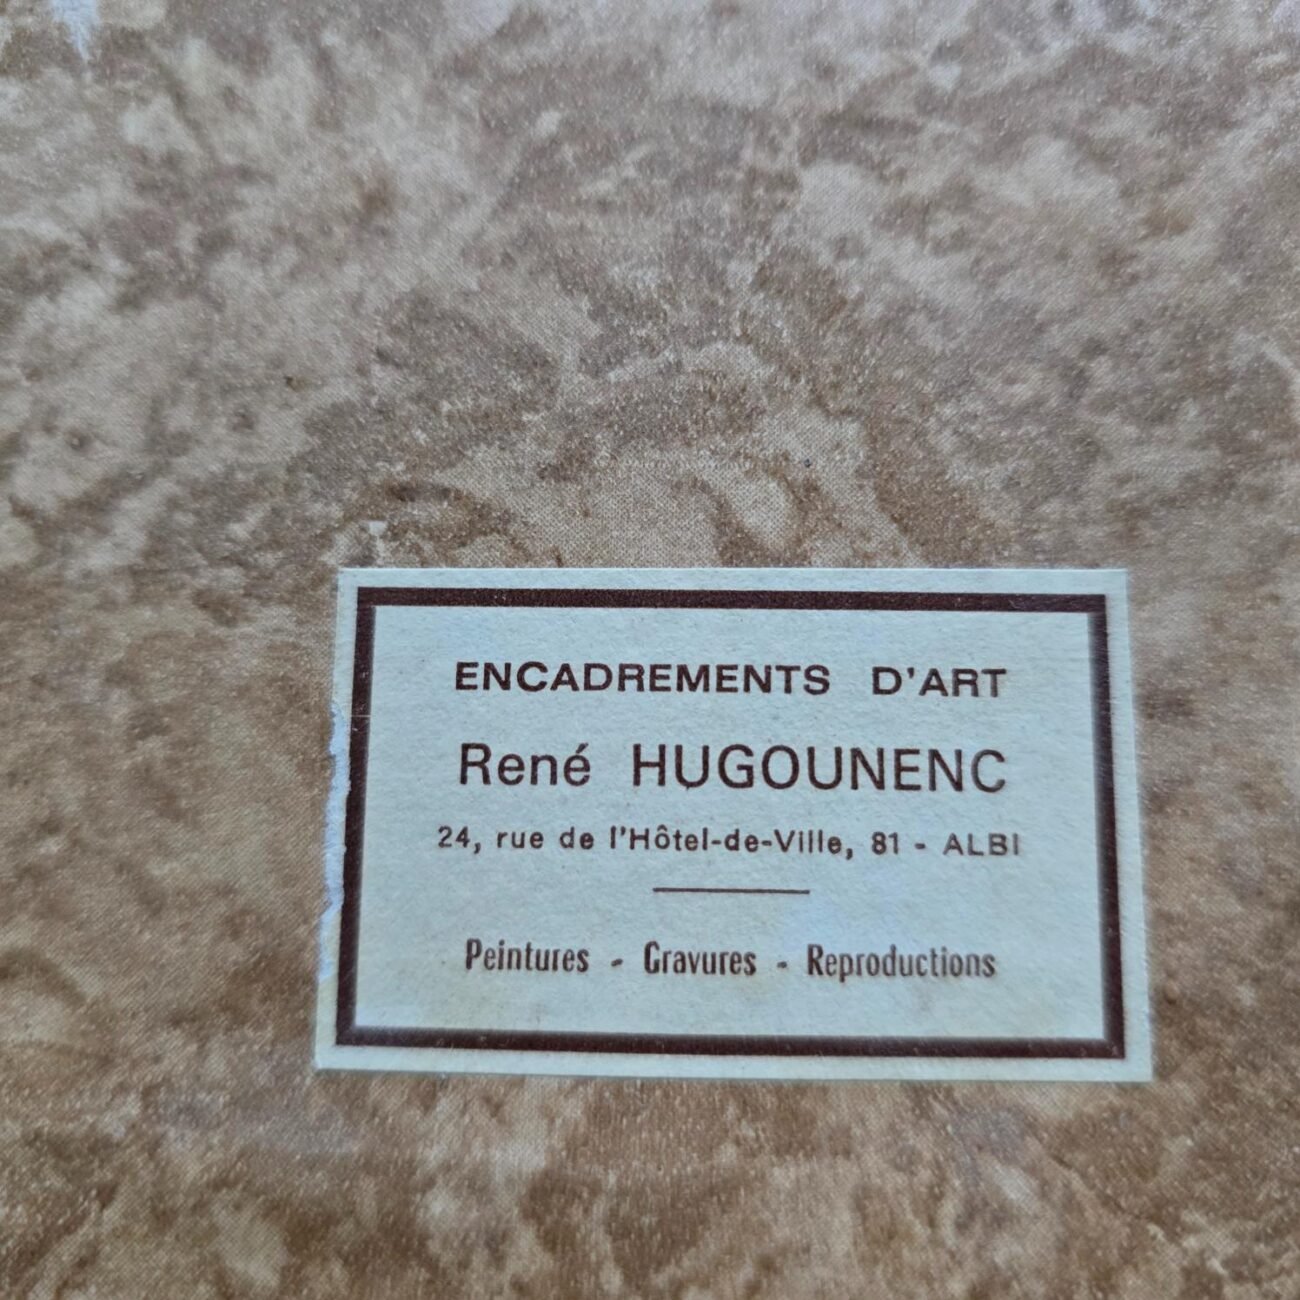 ENCADREMENTS D'ART
René HUGOUNENC
24, rue de l'Hôtel-de-Ville, 81 - ALBI
Peintures - Gravures - Reproductions